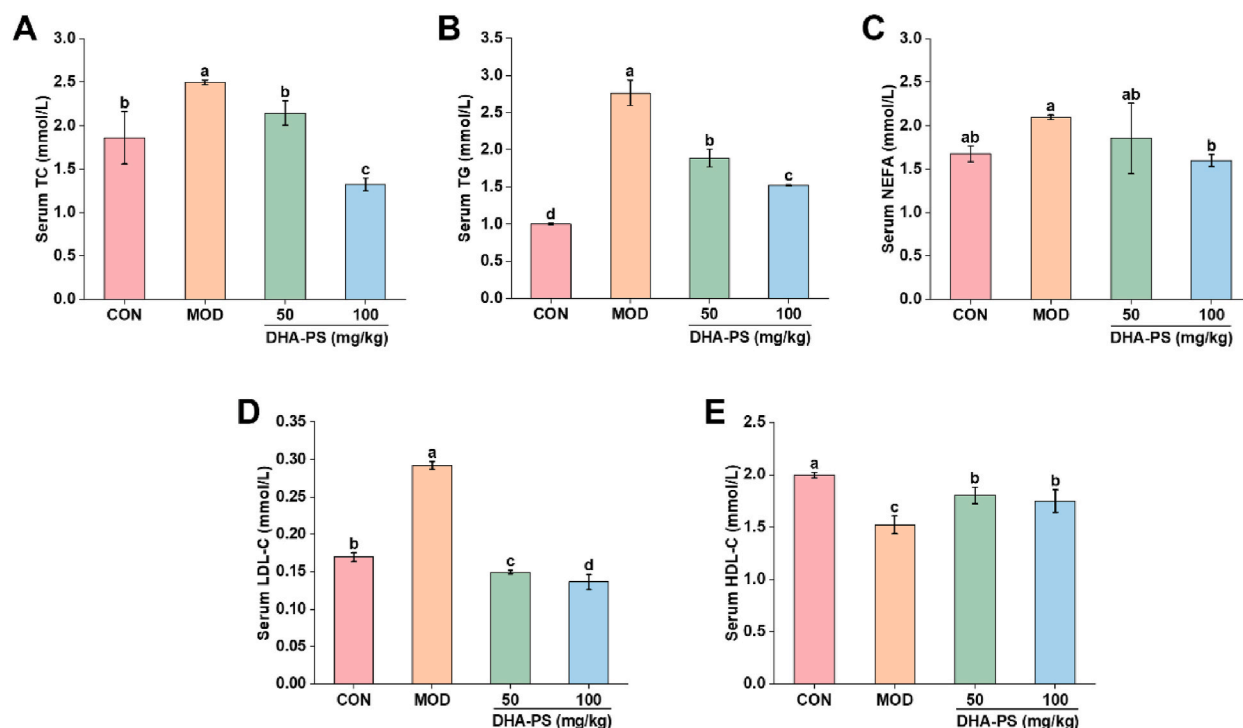 A
Serum TC (mmol/L)
3.0
2.5
2.0
1.5
1.0
0.5
0.0
b
a
b
c
CON
MOD
50
100
DHA-PS (mg/kg)
B
Serum TG (mmol/L)
3.5
3.0
2.5
2.0
1.5
1.0
0.5
0.0
d
a
b
c
CON
MOD
50
100
DHA-PS (mg/kg)
C
Serum NEFA (mmol/L)
3.0
2.5
2.0
1.5
1.0
0.5
0.0
ab
a
ab
b
CON
MOD
50
100
DHA-PS (mg/kg)
D
Serum LDL-C (mmol/L)
0.35
0.30
0.25
0.20
0.15
0.10
0.05
0.00
b
a
c
d
CON
MOD
50
100
DHA-PS (mg/kg)
E
Serum HDL-C (mmol/L)
2.5
2.0
1.5
1.0
0.5
0.0
a
c
b
b
CON
MOD
50
100
DHA-PS (mg/kg)